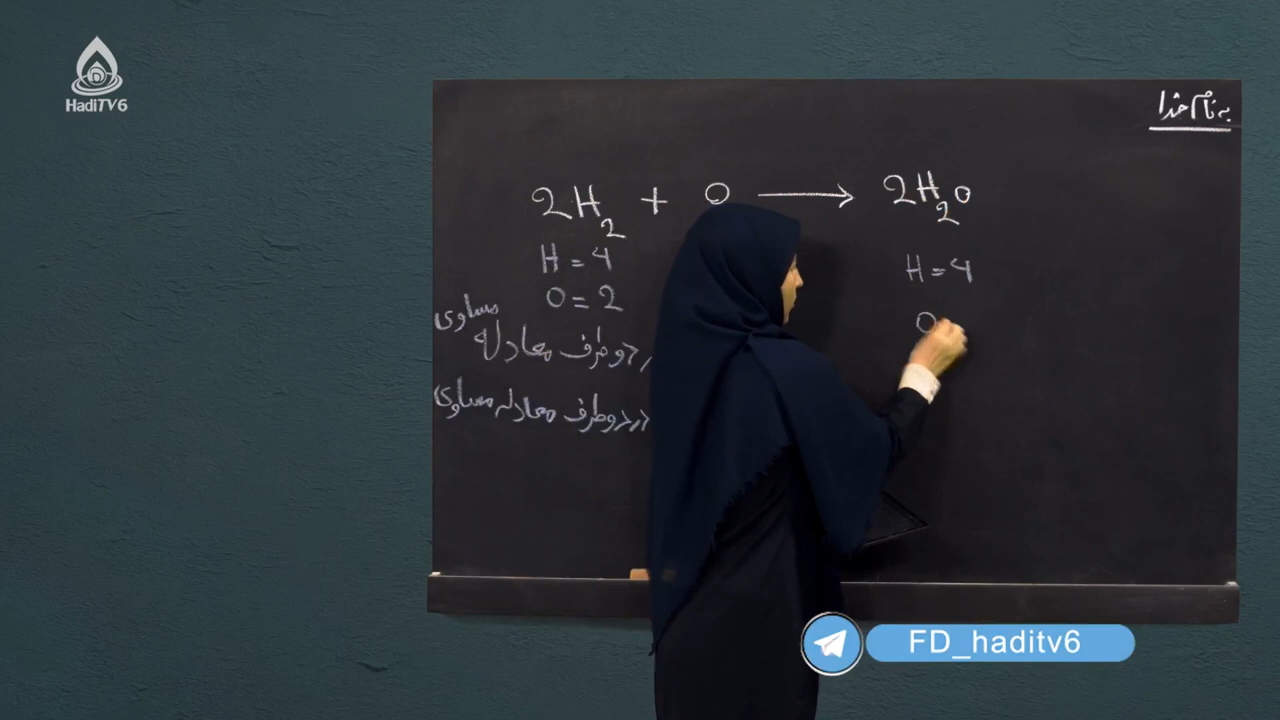 HadiTV6
به نام خدا
2H2 + O → 2H2O
H = 4
O = 2
H = 4
O
مساوی
در دو طرف معادله
در دو طرف معادله مساوی
FD_haditv6